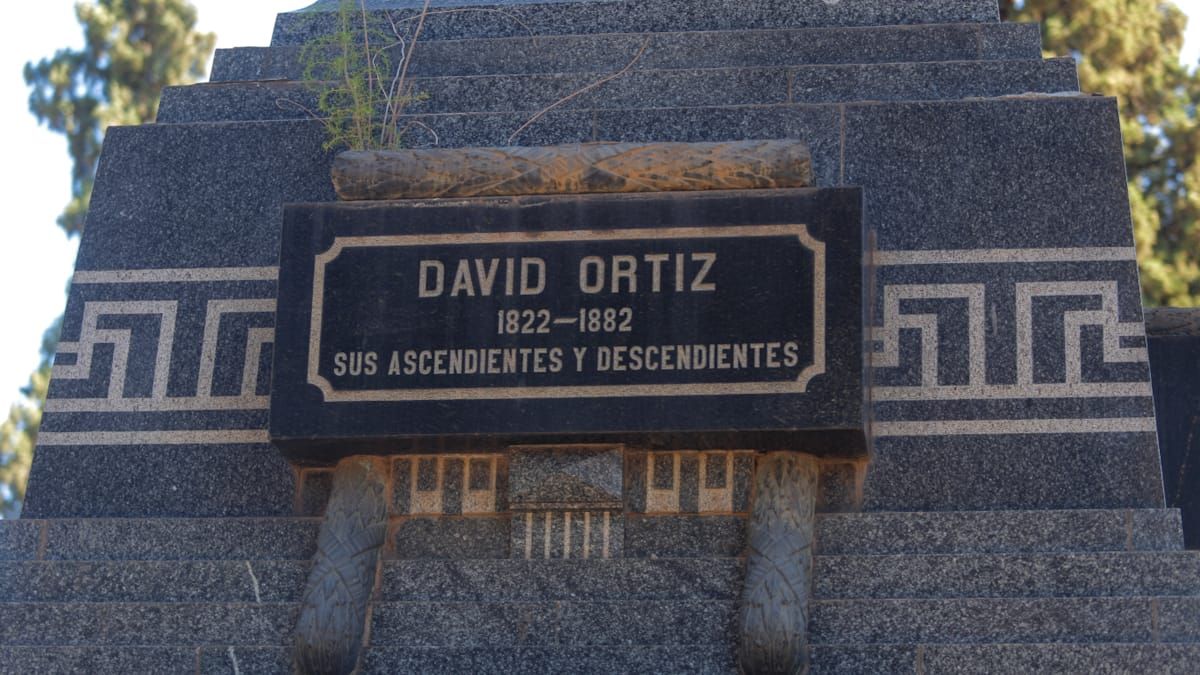 DAVID ORTIZ
1822—1882
SUS ASCENDIENTES Y DESCENDIENTES